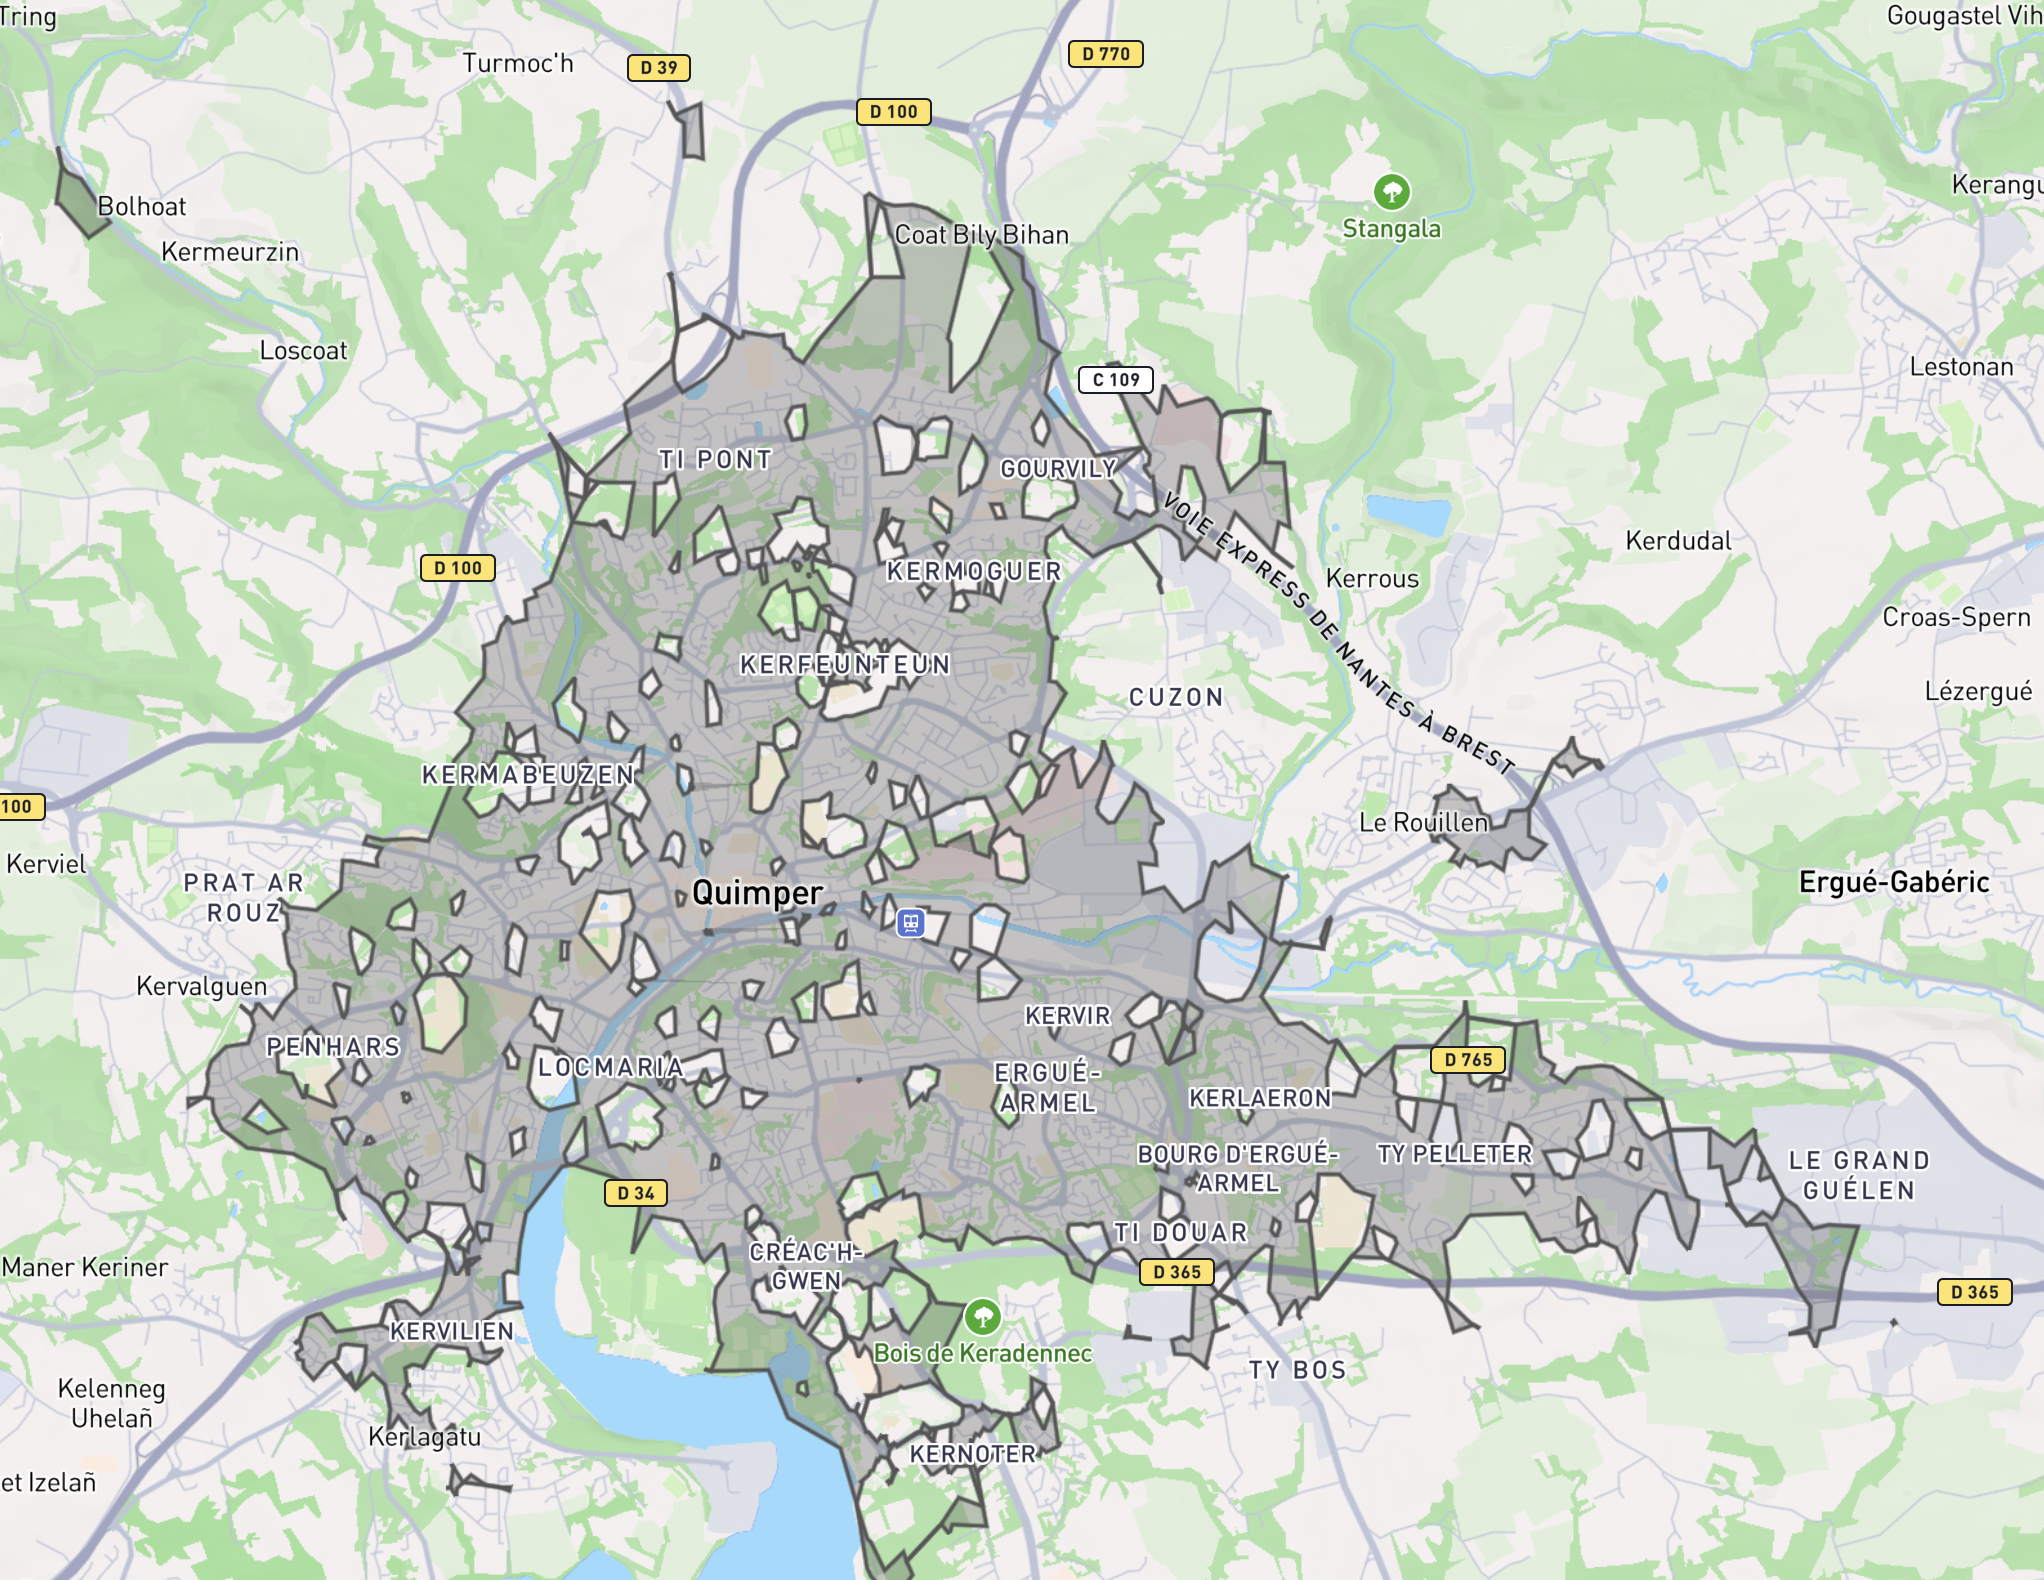 Tring
Gougastel Vih
Turmoc'h
D 39
D 770
D 100
Kerangu
Bolhoat
Stangala
Coat Bily Bihan
Kermeurzin
Loscoat
Lestonan
C 109
TI PONT
GOURVILY
VOIE EXPRESS DE NANTES À BREST
Kerdudal
D 100
KERMOGUER
Kerrous
Croas-Spern
KERFEUNTEUN
CUZON
Lézergué
KERMABEUZEN
100
Le Rouillen
Kerviel
PRAT AR
ROUZ
Quimper
Ergué-Gabéric
Kervalguen
KERVIR
PENHARS
LOCMARIA
D 765
ERGUÉ-
ARMEL
KERLAERON
BOURG D'ERGUÉ-
ARMEL
TY PELLETER
LE GRAND
GUÉLEN
D 34
TI DOUAR
CRÉAC'H-
GWEN
Maner Keriner
D 365
D 365
KERVILIEN
Bois de Keradennec
TY BOS
Kelenneg
Uhelañ
Kerlagatu
KERNOTER
et Izelañ